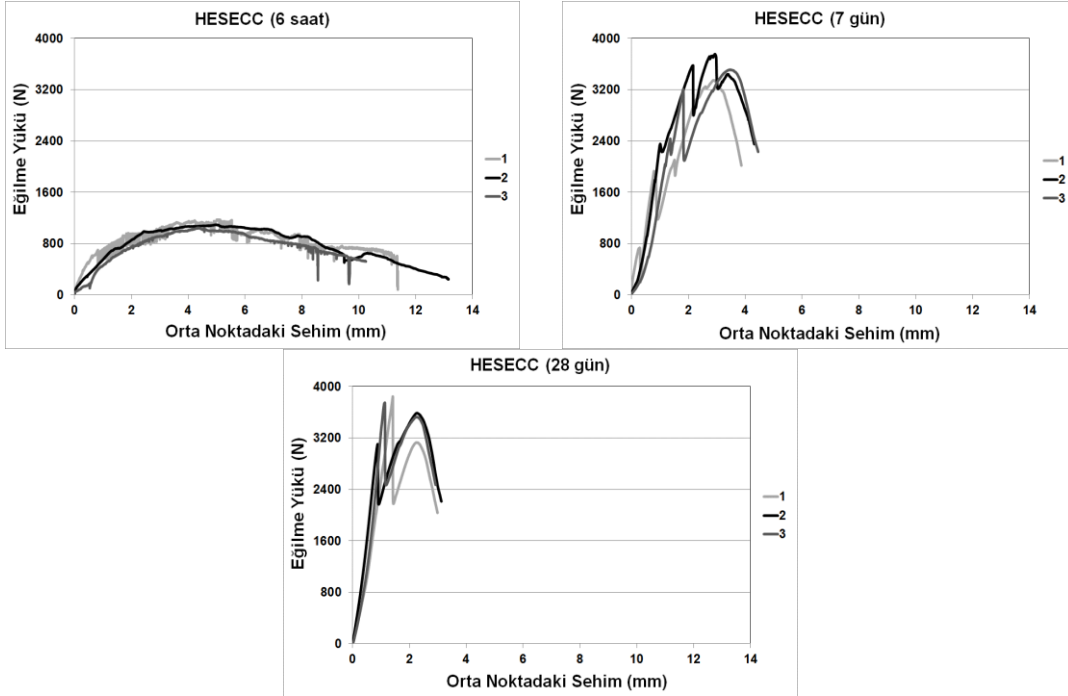 HESECC (6 saat)
4000
3200
2400
1600
800
0
Eğilme Yükü (N)
0 2 4 6 8 10 12 14
Orta Noktadaki Sehim (mm)
1
2
3
HESECC (7 gün)
4000
3200
2400
1600
800
0
Eğilme Yükü (N)
0 2 4 6 8 10 12 14
Orta Noktadaki Sehim (mm)
1
2
3
HESECC (28 gün)
4000
3200
2400
1600
800
0
Eğilme Yükü (N)
0 2 4 6 8 10 12 14
Orta Noktadaki Sehim (mm)
1
2
3